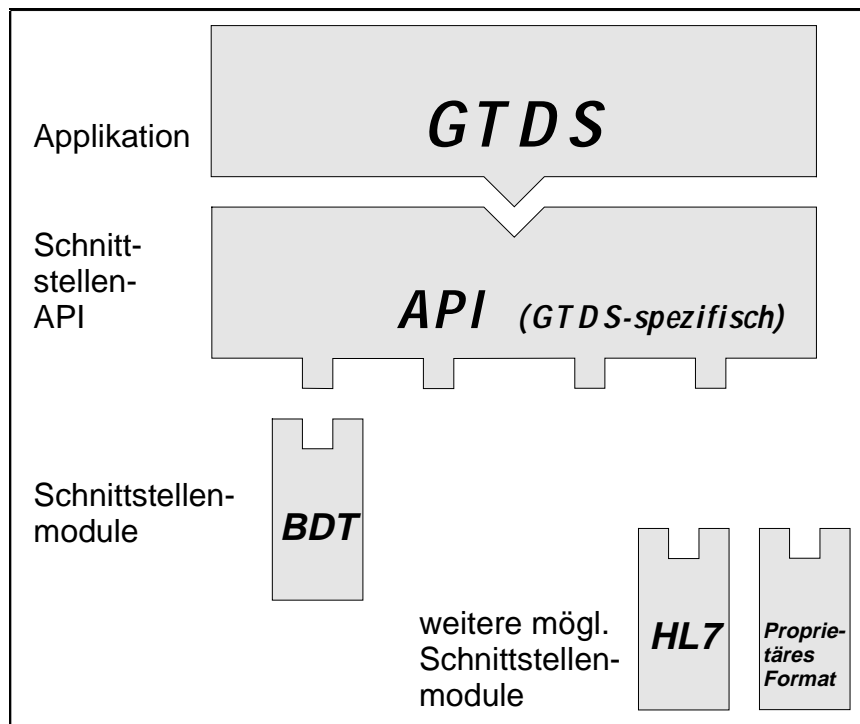 Applikation
GTDS
Schnitt-
stellen-
API
API (GTDS-spezifisch)
Schnittstellen-
module
BDT
weitere mögl.
Schnittstellen-
module
HL7
Proprie-
täres
Format